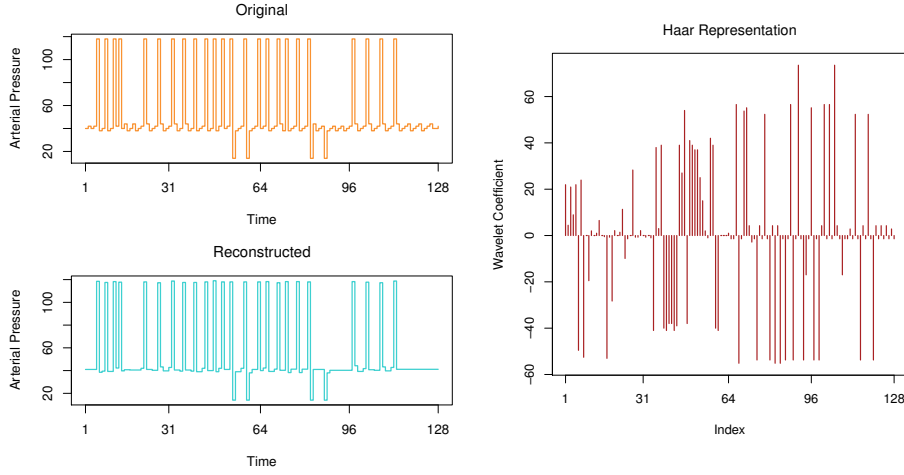 Original
Arterial Pressure
20 60 100
1 31 64 96 128
Time
Reconstructed
Arterial Pressure
20 60 100
1 31 64 96 128
Time
Haar Representation
Wavelet Coefficient
-60 -40 -20 0 20 40 60
1 31 64 96 128
Index